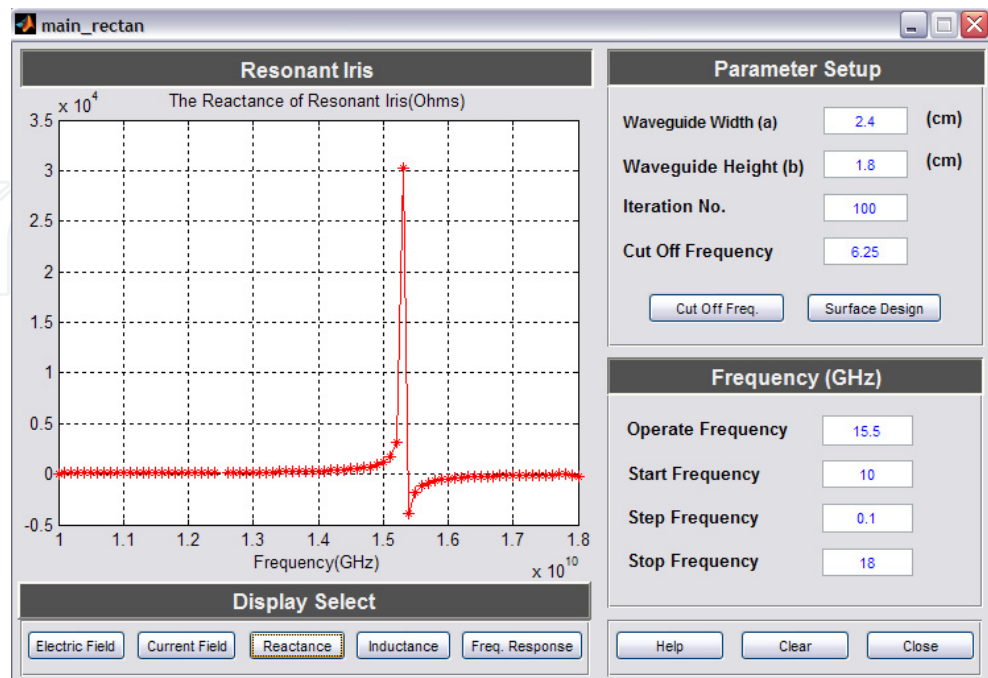 main_rectan
Resonant Iris
x 10^4
The Reactance of Resonant Iris(Ohms)
3.5
3
2.5
2
1.5
1
0.5
0
-0.5
1 1.1 1.2 1.3 1.4 1.5 1.6 1.7 1.8
Frequency(GHz)
x 10^10
Display Select
Electric Field Current Field Reactance Inductance Freq. Response
Parameter Setup
Waveguide Width (a) 2.4 (cm)
Waveguide Height (b) 1.8 (cm)
Iteration No. 100
Cut Off Frequency 6.25
Cut Off Freq. Surface Design
Frequency (GHz)
Operate Frequency 15.5
Start Frequency 10
Step Frequency 0.1
Stop Frequency 18
Help Clear Close